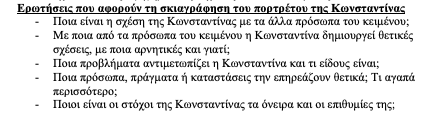 Ερωτήσεις που αφορούν τη σκιαγράφηση του πορτρέτου της Κωνσταντίνας
- Ποια είναι η σχέση της Κωνσταντίνας με τα άλλα πρόσωπα του κειμένου;
- Με ποια από τα πρόσωπα του κειμένου η Κωνσταντίνα δημιουργεί θετικές
σχέσεις, με ποια αρνητικές και γιατί;
- Ποια προβλήματα αντιμετωπίζει η Κωνσταντίνα και τι είδους είναι;
- Ποια πρόσωπα, πράγματα ή καταστάσεις την επηρεάζουν θετικά; Τι αγαπά
περισσότερο;
- Ποιοι είναι οι στόχοι της Κωνσταντίνας τα όνειρα και οι επιθυμίες της;